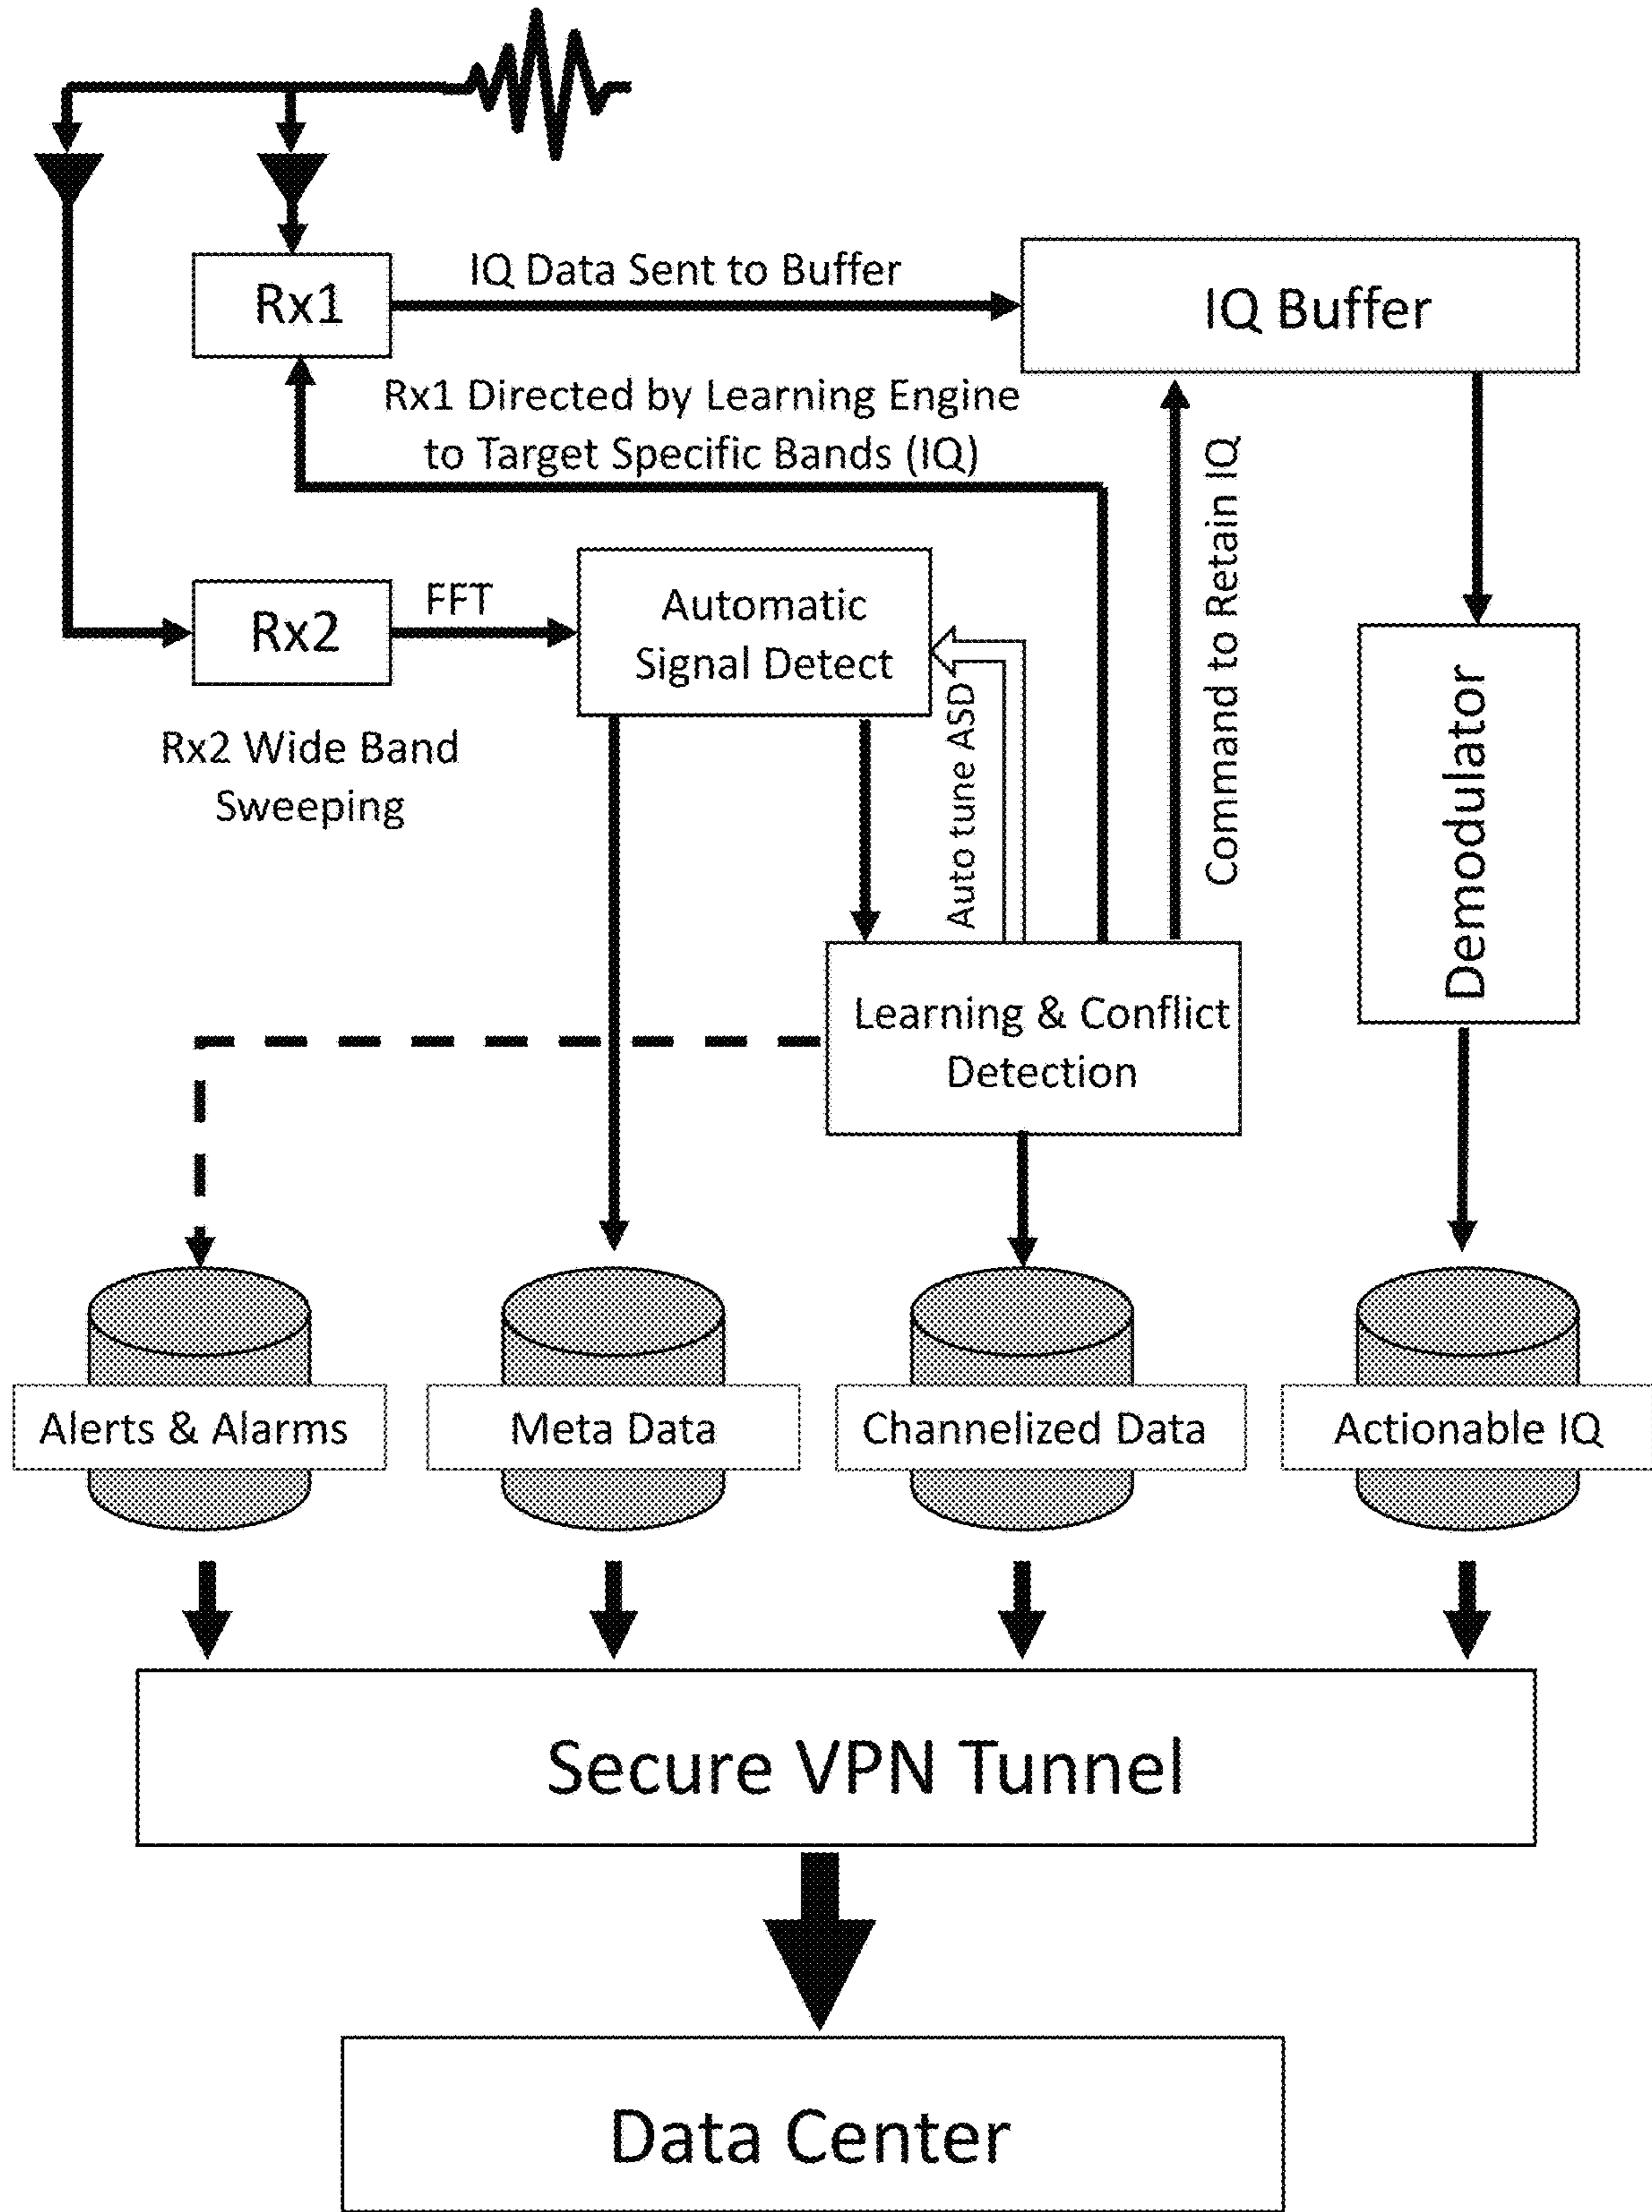 IQ Data Sent to Buffer
Rx1
IQ Buffer
Rx1 Directed by Learning Engine
to Target Specific Bands (IQ)
Command to Retain IQ
FFT
Rx2
Automatic
Signal Detect
Rx2 Wide Band
Sweeping
Auto tune ASD
Demodulator
Learning & Conflict
Detection
Alerts & Alarms
Meta Data
Channelized Data
Actionable IQ
Secure VPN Tunnel
Data Center